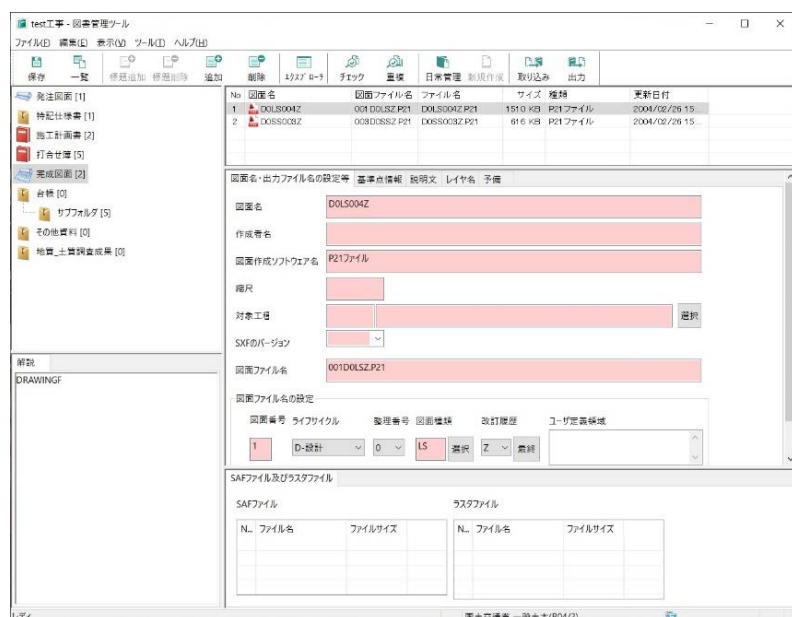 test工事 - 図書管理ツール
ファイル(F) 編集(E) 表示(V) ツール(T) ヘルプ(H)
保存 一覧 標題追加 標題削除 追加 削除 エクスプローラ チェック 重複 日常管理 新規作成 取り込み 出力
発注図面 [1]
特記仕様書 [1]
施工計画書 [2]
打合せ簿 [5]
完成図面 [2]
台帳 [0]
サブフォルダ [5]
その他資料 [0]
地質_土質調査成果 [0]
No 図面名 図面ファイル名 ファイル名 サイズ 種類 更新日付
1 D0LS004Z 001D0LSZ.P21 D0LS004Z.P21 1510 KB P21ファイル 2004/02/26 15...
2 D0SS003Z 003D0SSZ.P21 D0SS003Z.P21 616 KB P21ファイル 2004/02/26 15...
図面名・出力ファイル名の設定等 基準点情報 説明文 レイヤ名 予備
図面名 D0LS004Z
作成者名
図面作成ソフトウェア名 P21ファイル
縮尺
対象工種 選択
SXFのバージョン
図面ファイル名 001D0LSZ.P21
図面ファイル名の設定
図面番号 ライフサイクル 整理番号 図面種類 改訂履歴 ユーザ定義領域
1 D-設計 0 LS 選択 Z 最終
解説
DRAWINGF
SAFファイル及びラスタファイル
SAFファイル ラスタファイル
N... ファイル名 ファイルサイズ N... ファイル名 ファイルサイズ